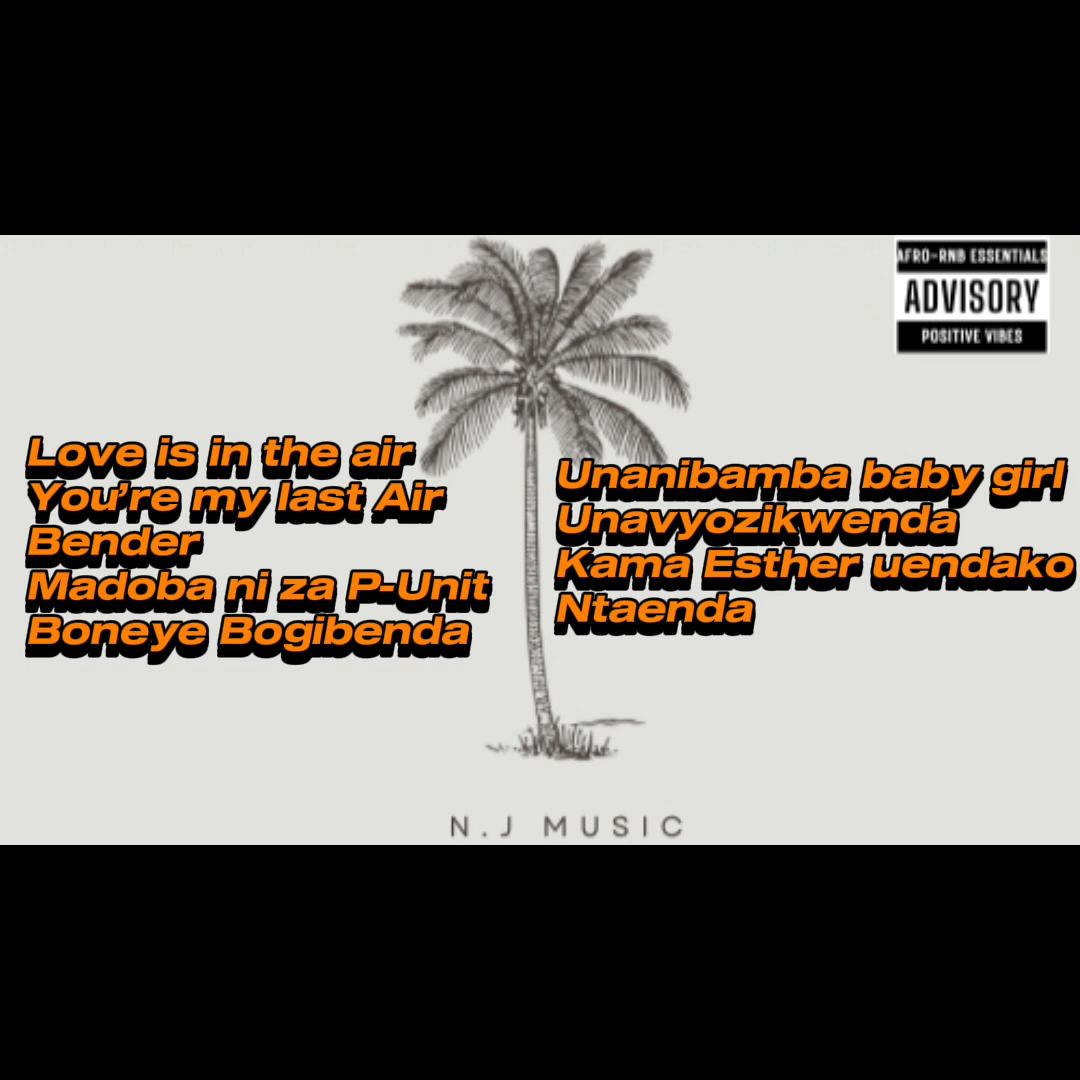 AFRO-RNB ESSENTIALS
ADVISORY
POSITIVE VIBES
Love is in the air
You're my last Air
Bender
Madoba ni za P-Unit
Boneye Bogibenda
Unanibamba baby girl
Unavyozikwenda
Kama Esther uendako
Ntaenda
N.J MUSIC